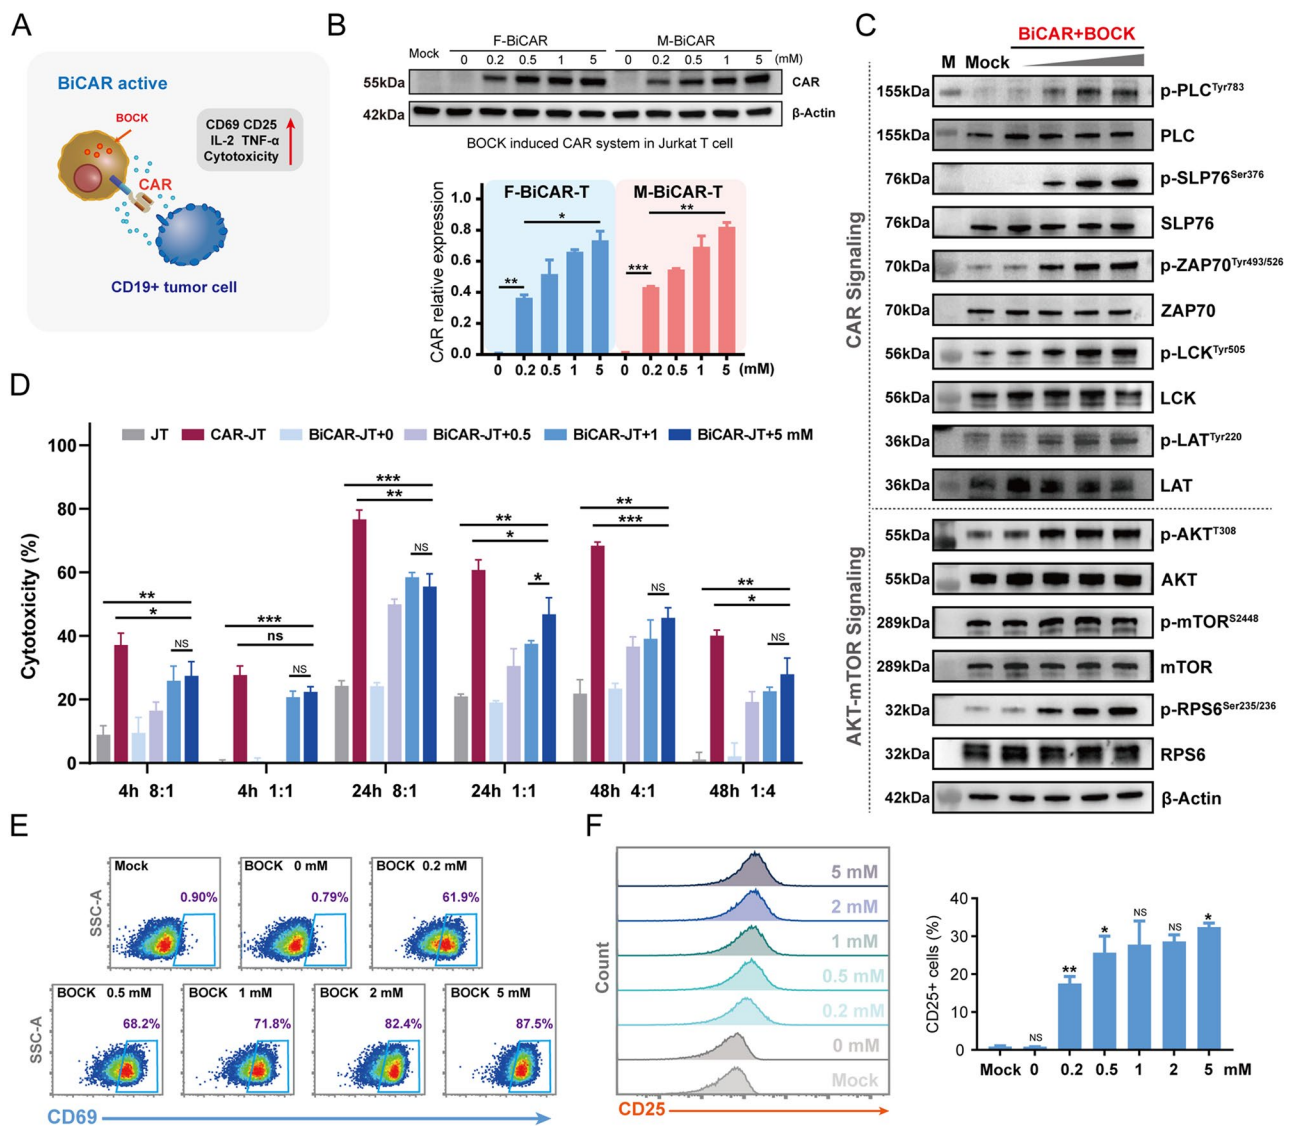 A
BiCAR active
BOCK
CD69 CD25
IL-2 TNF-α
Cytotoxicity
CAR
CD19+ tumor cell
B
F-BiCAR M-BiCAR
Mock 0 0.2 0.5 1 5 0 0.2 0.5 1 5 (mM)
55kDa CAR
42kDa β-Actin
BOCK induced CAR system in Jurkat T cell
CAR relative expression
1.0
0.8
0.6
0.4
0.2
0.0
F-BiCAR-T M-BiCAR-T
* **
** ***
0 0.2 0.5 1 5 0 0.2 0.5 1 5 (mM)
C
BiCAR+BOCK
M Mock
CAR Signaling
155kDa p-PLCTyr783
155kDa PLC
76kDa p-SLP76Ser376
76kDa SLP76
70kDa p-ZAP70Tyr493/526
70kDa ZAP70
56kDa p-LCKTyr505
56kDa LCK
36kDa p-LATTyr220
36kDa LAT
AKT-mTOR Signaling
55kDa p-AKTT308
55kDa AKT
289kDa p-mTORS2448
289kDa mTOR
32kDa p-RPS6Ser235/236
32kDa RPS6
42kDa β-Actin
D
JT CAR-JT BiCAR-JT+0 BiCAR-JT+0.5 BiCAR-JT+1 BiCAR-JT+5 mM
Cytotoxicity (%)
100
80
60
40
20
0
** * NS
*** ns NS
*** ** NS
** * *
** *** NS
** * NS
4h 8:1 4h 1:1 24h 8:1 24h 1:1 48h 4:1 48h 1:4
E
SSC-A
Mock BOCK 0 mM BOCK 0.2 mM
0.90% 0.79% 61.9%
SSC-A
BOCK 0.5 mM BOCK 1 mM BOCK 2 mM BOCK 5 mM
68.2% 71.8% 82.4% 87.5%
CD69
F
Count
5 mM
2 mM
1 mM
0.5 mM
0.2 mM
0 mM
Mock
CD25
CD25+ cells (%)
40
30
20
10
0
NS ** * NS NS *
Mock 0 0.2 0.5 1 2 5 mM